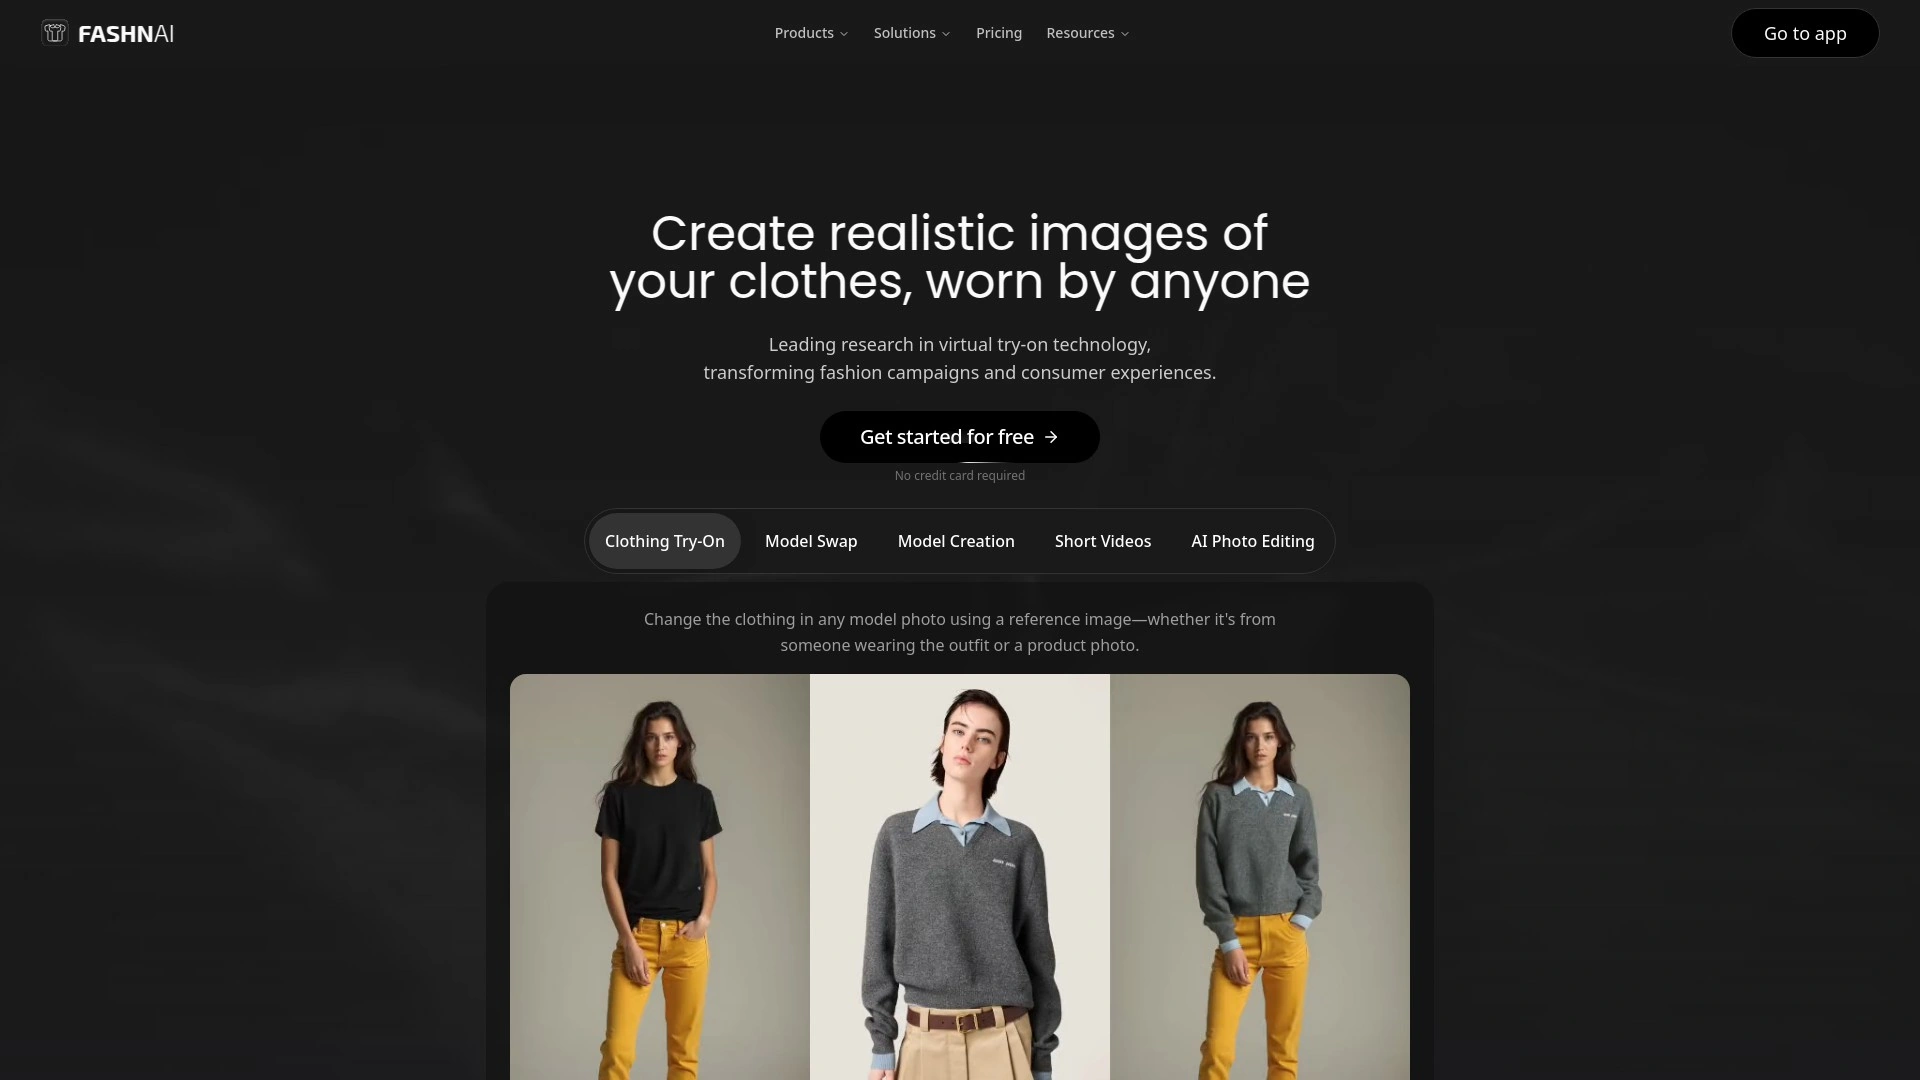 FASHNAI
Products
Solutions
Pricing
Resources
Go to app
Create realistic images of
your clothes, worn by anyone
Leading research in virtual try-on technology,
transforming fashion campaigns and consumer experiences.
Get started for free
No credit card required
Clothing Try-On
Model Swap
Model Creation
Short Videos
AI Photo Editing
Change the clothing in any model photo using a reference image—whether it's from
someone wearing the outfit or a product photo.